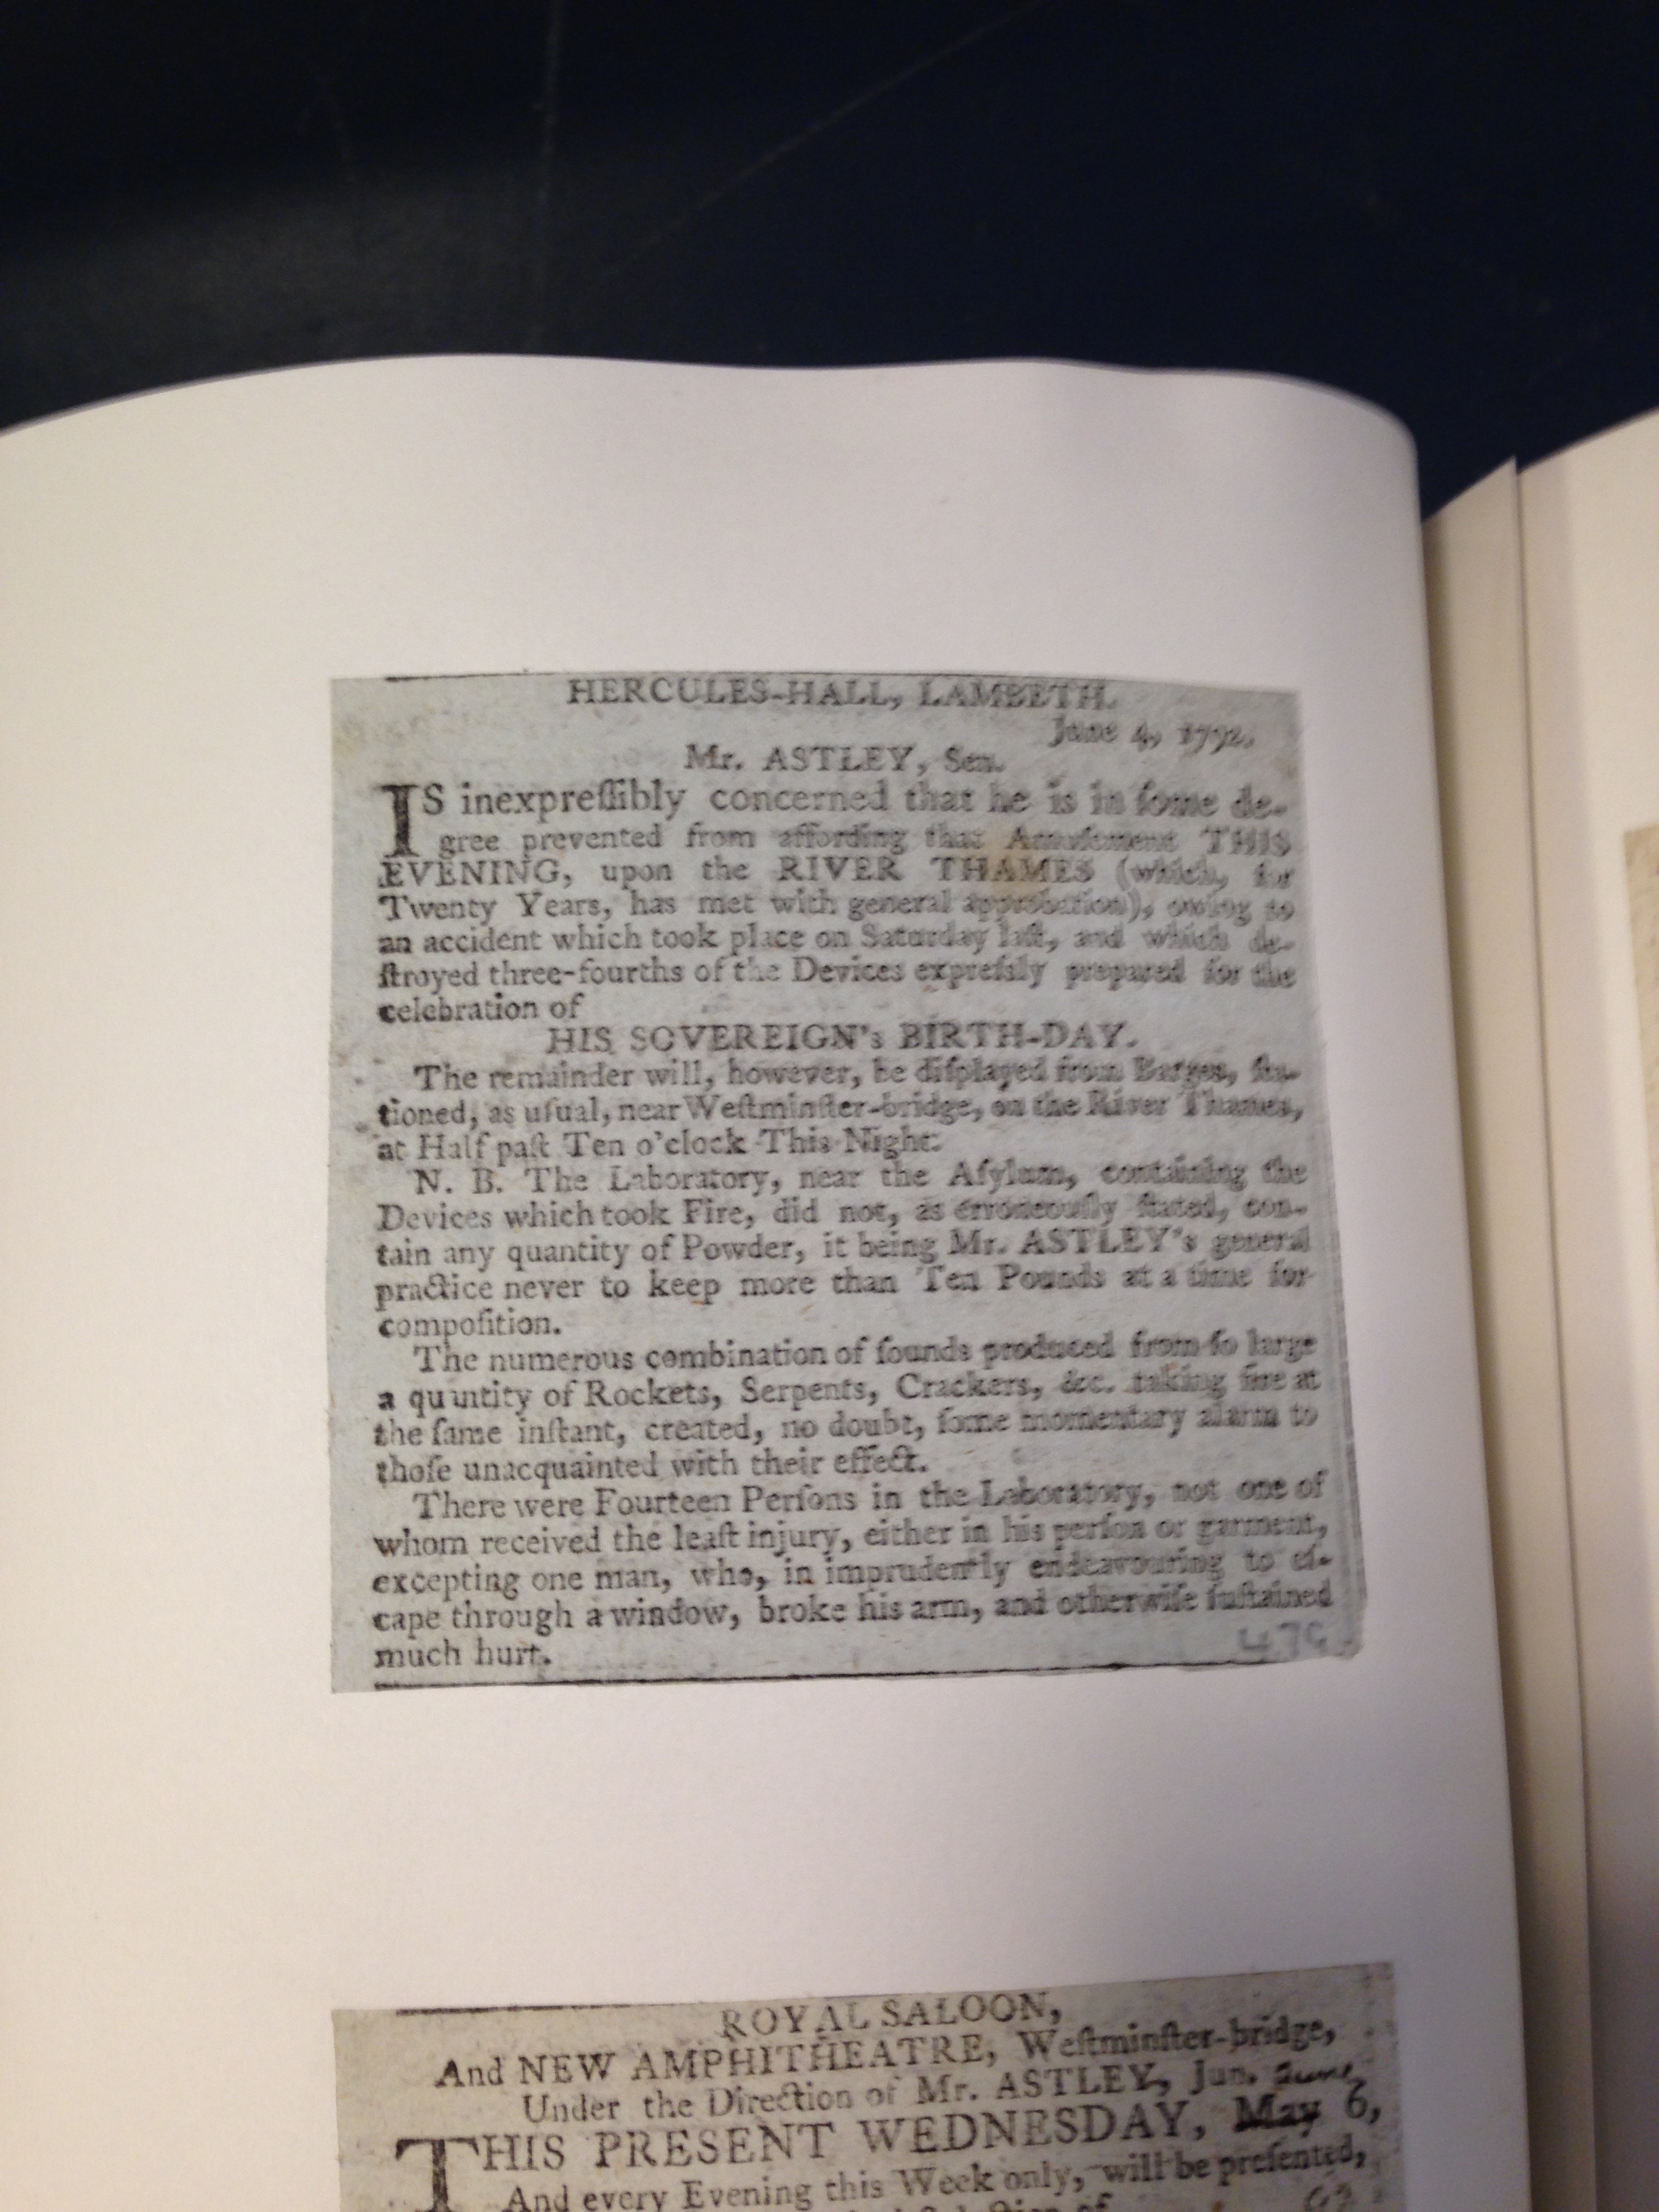 HERCULES-HALL, LAMBETH.
June 4, 1792.
Mr. ASTLEY, Sen.
IS inexpreſſibly concerned that he is in ſome de-
gree prevented from affording that Amuſement THIS
EVENING, upon the RIVER THAMES (which, for
Twenty Years, has met with general approbation), owing to
an accident which took place on Saturday laſt, and which de-
ſtroyed three-fourths of the Devices expreſsly prepared for the
celebration of
HIS SOVEREIGN's BIRTH-DAY.
The remainder will, however, be diſplayed from Barges, ſta-
tioned, as uſual, near Weſtminſter-bridge, on the River Thames,
at Half paſt Ten o'clock This Night.
N. B. The Laboratory, near the Aſylum, containing the
Devices which took Fire, did not, as erroneouſly ſtated, con-
tain any quantity of Powder, it being Mr. ASTLEY's general
practice never to keep more than Ten Pounds at a time for
compoſition.
The numerous combination of ſounds produced from ſo large
a quantity of Rockets, Serpents, Crackers, &c. taking fire at
the ſame inſtant, created, no doubt, ſome momentary alarm to
thoſe unacquainted with their effect.
There were Fourteen Perſons in the Laboratory, not one of
whom received the leaſt injury, either in his perſon or garment,
excepting one man, who, in imprudently endeavouring to eſ-
cape through a window, broke his arm, and otherwiſe ſuſtained
much hurt.
ROYAL SALOON,
And NEW AMPHITHEATRE, Weſtminſter-bridge,
Under the Direction of Mr. ASTLEY, Jun. June
THIS PRESENT WEDNESDAY, May 6,
And every Evening this Week only, will be preſented,